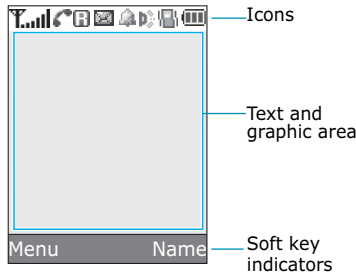 Icons
Text and
graphic area
Menu Name
Soft key
indicators